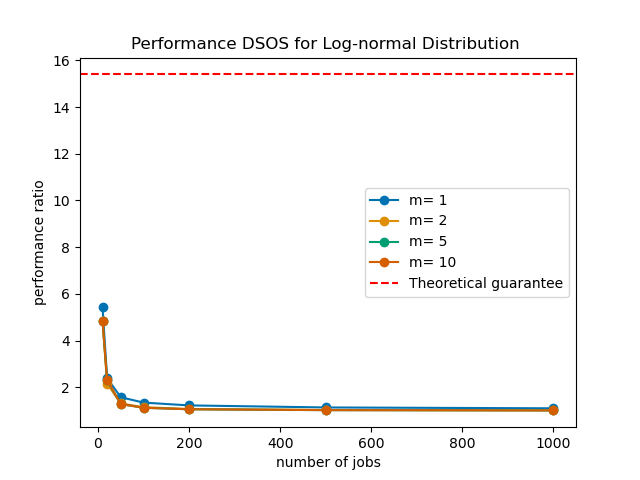 Performance DSOS for Log-normal Distribution
16
14
12
10
8
6
4
2
performance ratio
m= 1
m= 2
m= 5
m= 10
Theoretical guarantee
0 200 400 600 800 1000
number of jobs